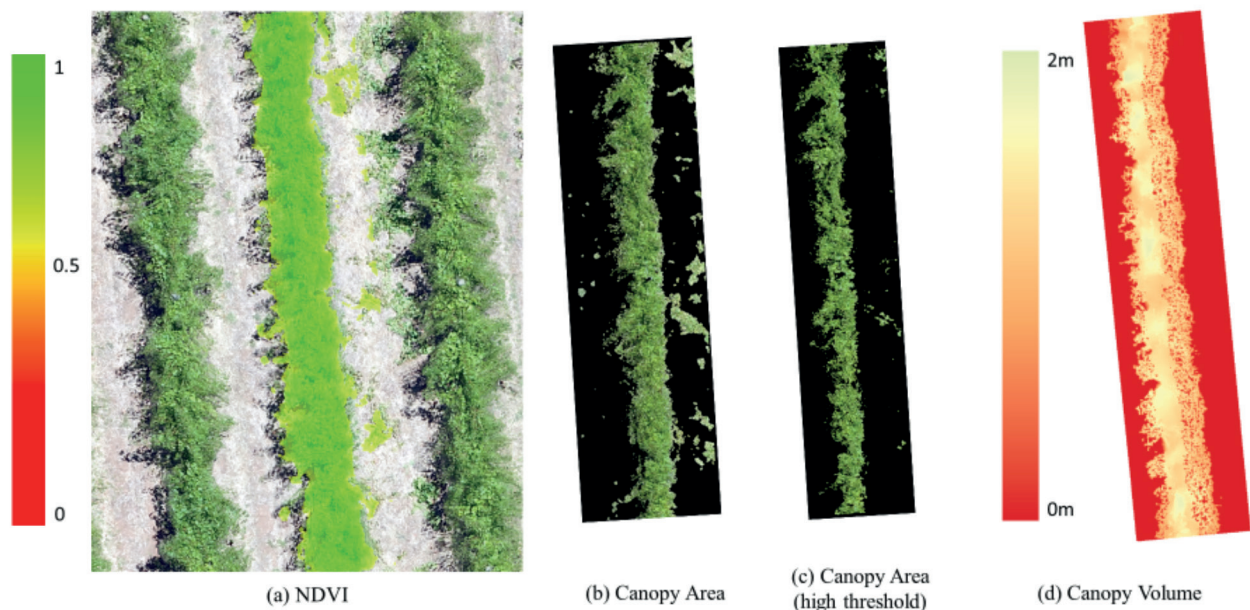 1
0.5
0
(a) NDVI
(b) Canopy Area
(c) Canopy Area
(high threshold)
2m
0m
(d) Canopy Volume